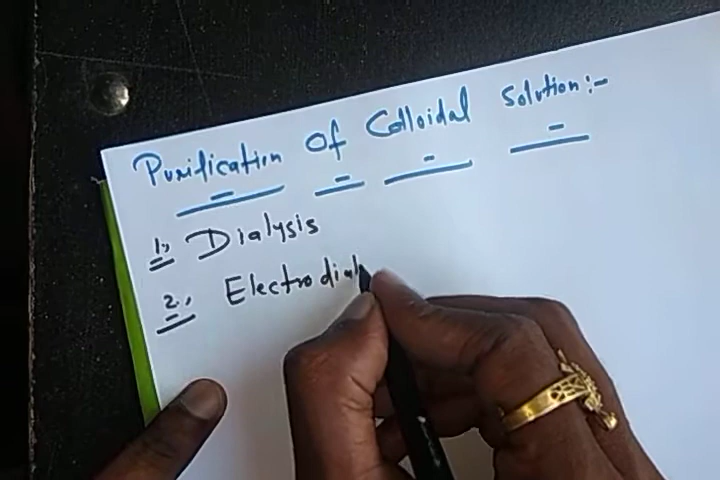 Purification Of Colloidal Solution:-
1, Dialysis
2, Electrodial